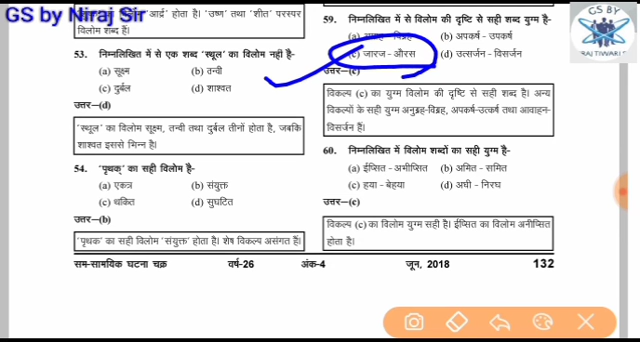 GS by Niraj Sir
'आर्द्र' होता है। 'उष्ण' तथा 'शीत' परस्पर
विलोम शब्द हैं।
53. निम्नलिखित में से एक शब्द 'स्थूल' का विलोम नहीं है-
(a) सूक्ष्म (b) तन्वी
(c) दुर्बल (d) शाश्वत
उत्तर—(d)
'स्थूल' का विलोम सूक्ष्म, तन्वी तथा दुर्बल तीनों होता है, जबकि
शाश्वत इससे भिन्न है।
54. 'पृथक्' का सही विलोम है-
(a) एकत्र (b) संयुक्त
(c) थकित (d) सुघटित
उत्तर—(b)
'पृथक' का सही विलोम 'संयुक्त' होता है। शेष विकल्प असंगत हैं।
59. निम्नलिखित में से विलोम की दृष्टि से सही शब्द युग्म है-
(b) अपकर्ष - उपकर्ष
(c) जारज - औरस (d) उत्सर्जन - विसर्जन
उत्तर—(c)
विकल्प (c) का युग्म विलोम की दृष्टि से सही शब्द है। अन्य
विकल्पों के सही युग्म अनुग्रह-विग्रह, अपकर्ष-उत्कर्ष तथा आवाहन-
विसर्जन हैं।
60. निम्नलिखित में विलोम शब्दों का सही युग्म है-
(a) ईप्सित - अभीप्सित (b) अमित - समित
(c) हया - बेहया (d) अघी - निरघ
उत्तर—(c)
विकल्प (c) का विलोम युग्म सही है। ईप्सित का विलोम अनीप्सित
होता है।
सम-सामयिक घटना चक्र वर्ष-26 अंक-4 जून, 2018 132
GS BY